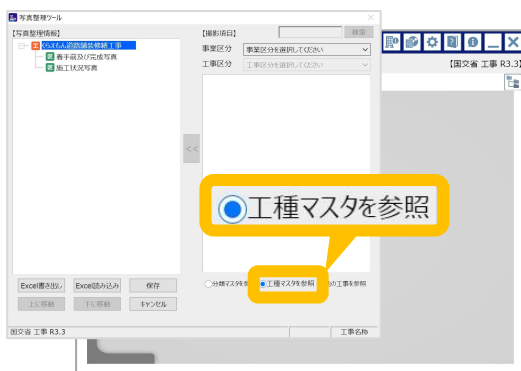 写真整理ツール
【写真整理情報】
【撮影項目】
検索
くらえもん道路舗装修繕工事
着手前及び完成写真
施工状況写真
事業区分
事業区分を選択してください
工事区分
工事区分を選択してください
【国交省 工事 R3.3】
<<
工種マスタを参照
分類マスタを参
工種マスタを参照
の工事を参照
Excel書き出し
Excel読み込み
保存
上に移動
下に移動
キャンセル
国交省 工事 R3.3
工事名称